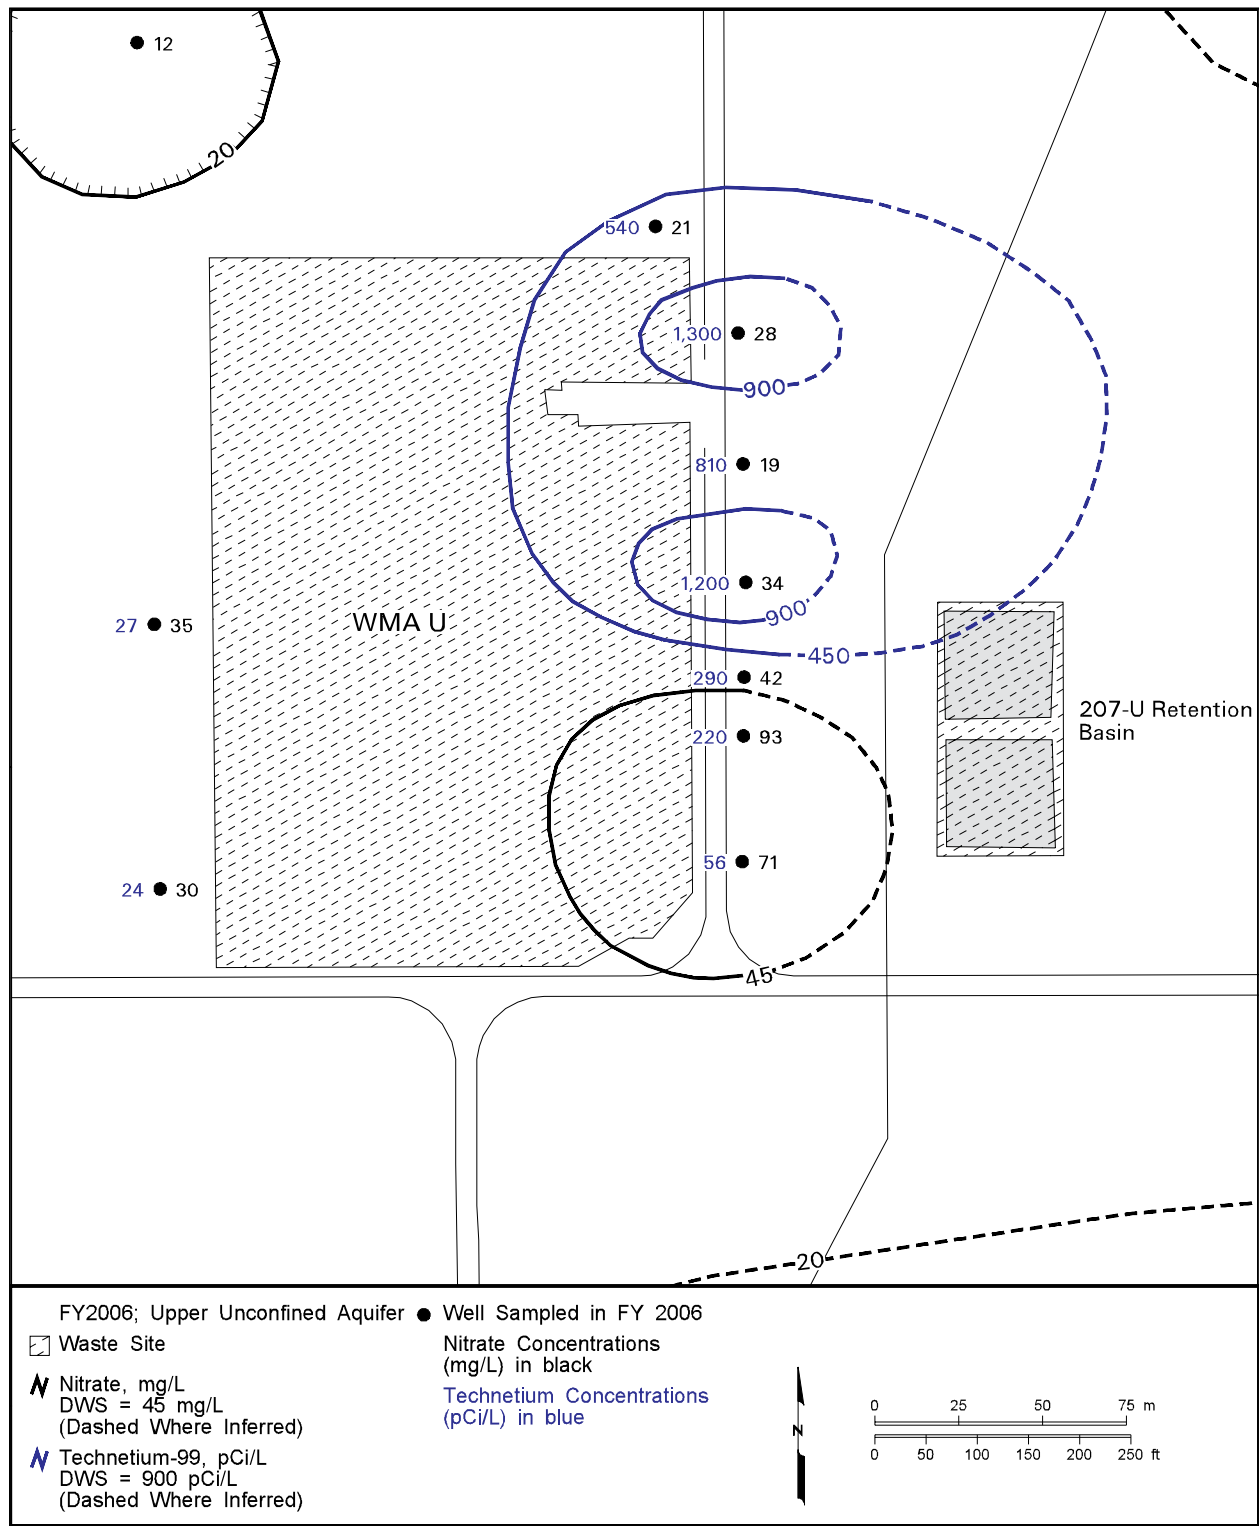 12
20
540 21
1,300 28
900
810 19
1,200 34
900
27 35
WMA U
450
290 42
207-U Retention
Basin
220 93
56 71
24 30
45
20
FY2006; Upper Unconfined Aquifer
Waste Site
Nitrate, mg/L
DWS = 45 mg/L
(Dashed Where Inferred)
Technetium-99, pCi/L
DWS = 900 pCi/L
(Dashed Where Inferred)
Well Sampled in FY 2006
Nitrate Concentrations
(mg/L) in black
Technetium Concentrations
(pCi/L) in blue
N
0 25 50 75 m
0 50 100 150 200 250 ft